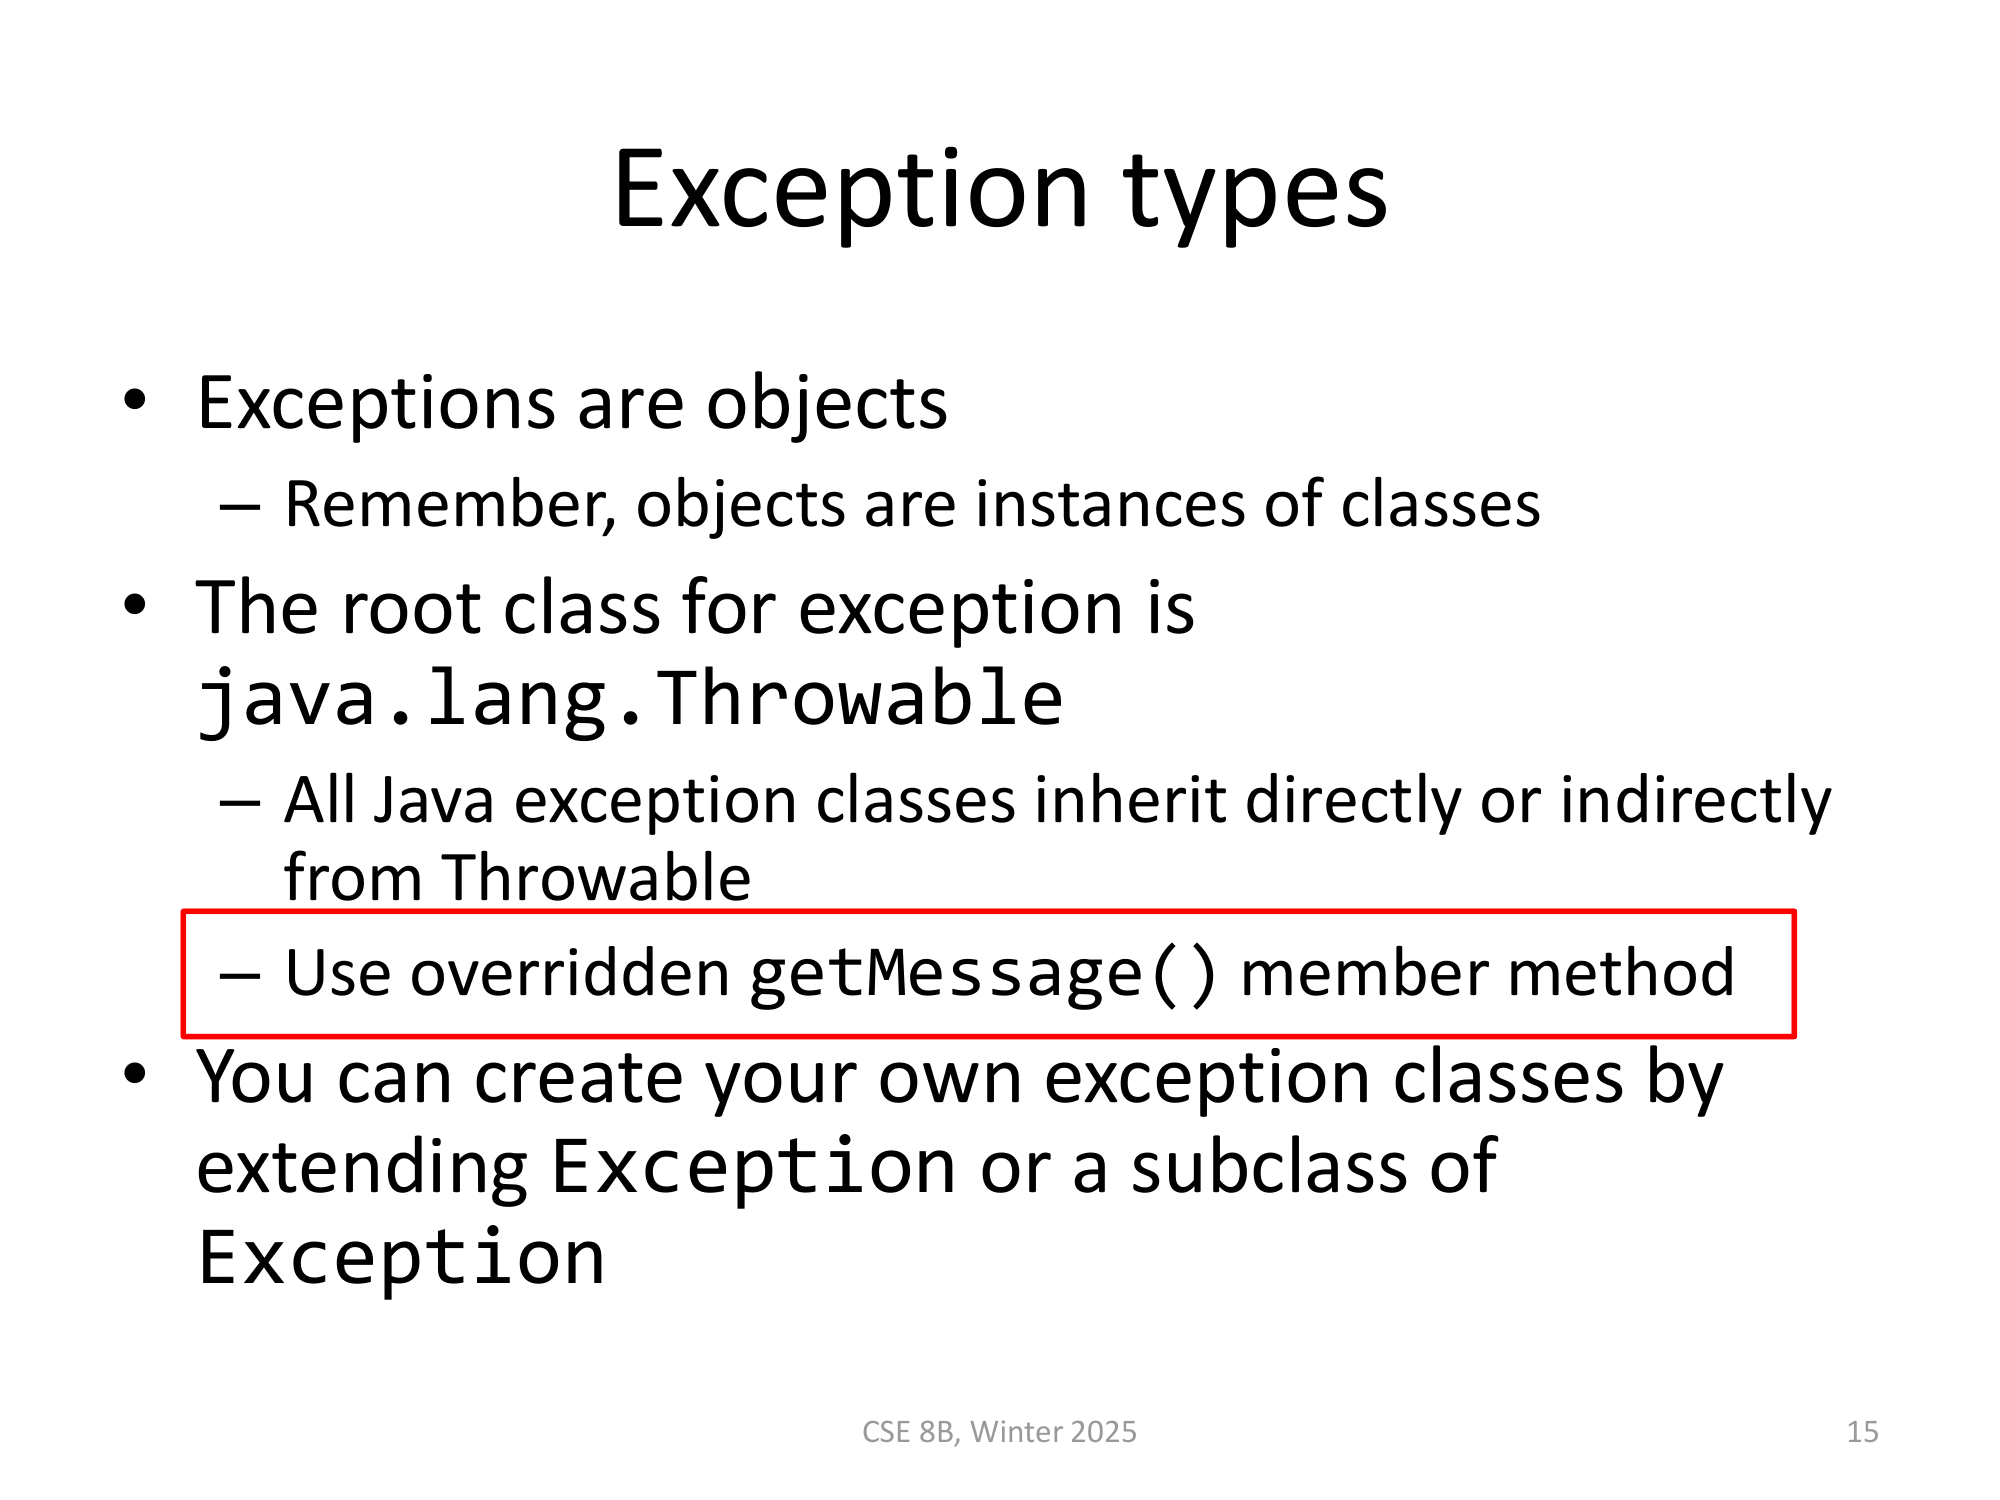 Exception types
• Exceptions are objects
– Remember, objects are instances of classes
• The root class for exception is
java.lang.Throwable
– All Java exception classes inherit directly or indirectly
from Throwable
– Use overridden getMessage() member method
• You can create your own exception classes by
extending Exception or a subclass of
Exception
CSE 8B, Winter 2025
15